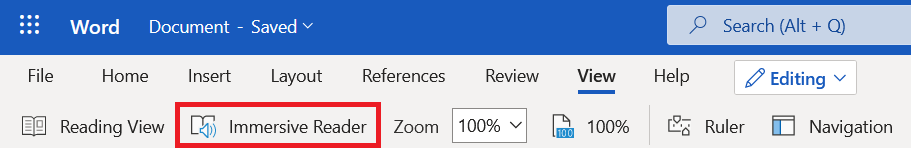 Word Document - Saved Search (Alt + Q)
File Home Insert Layout References Review View Help Editing
Reading View Immersive Reader Zoom 100% 100 100% Ruler Navigation